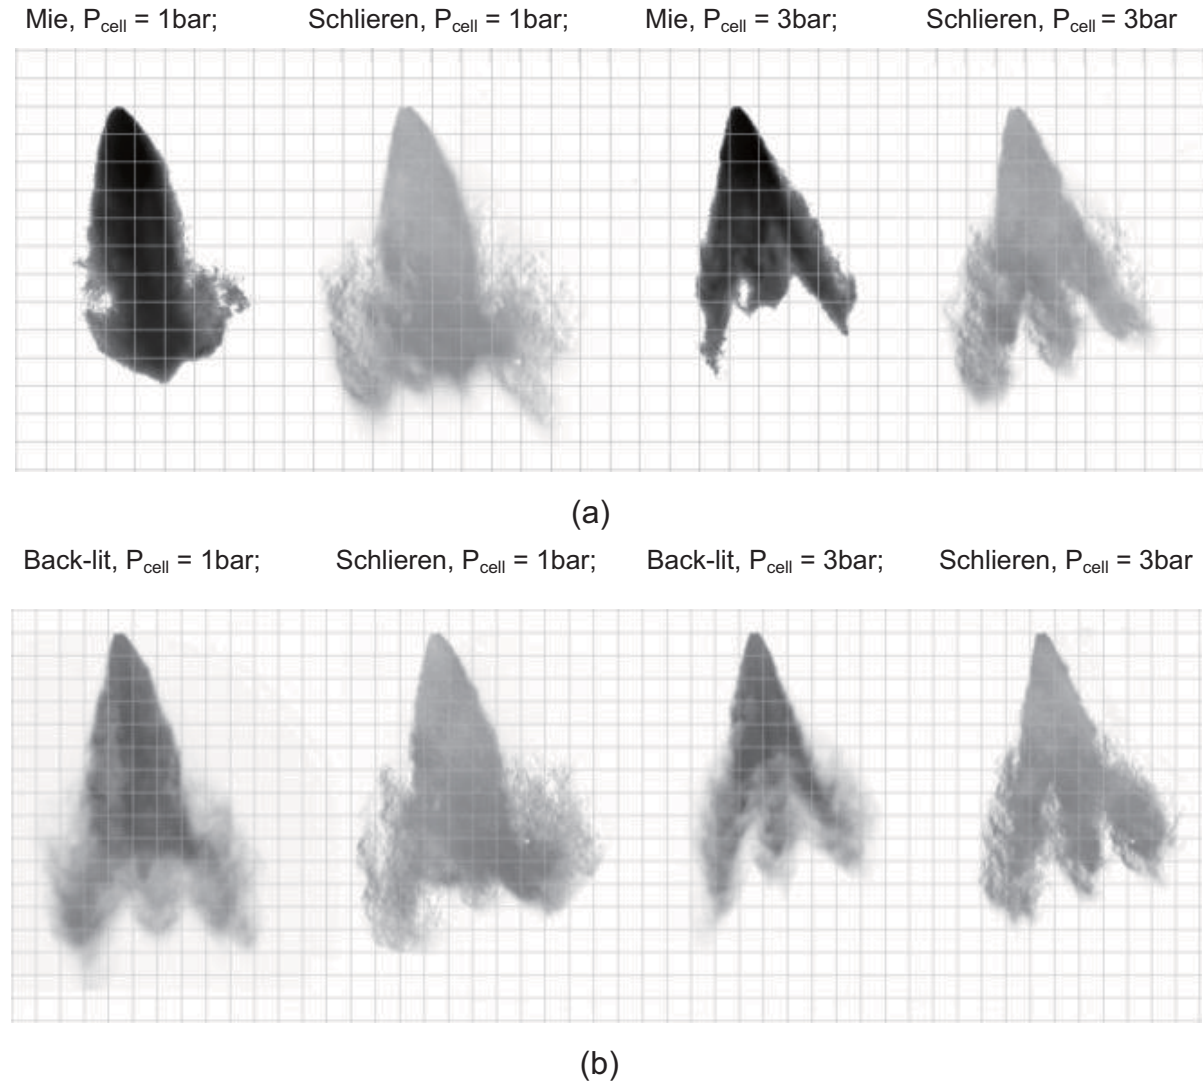 Mie, Pcell = 1bar; Schlieren, Pcell = 1bar; Mie, Pcell = 3bar; Schlieren, Pcell = 3bar
(a)
Back-lit, Pcell = 1bar; Schlieren, Pcell = 1bar; Back-lit, Pcell = 3bar; Schlieren, Pcell = 3bar
(b)